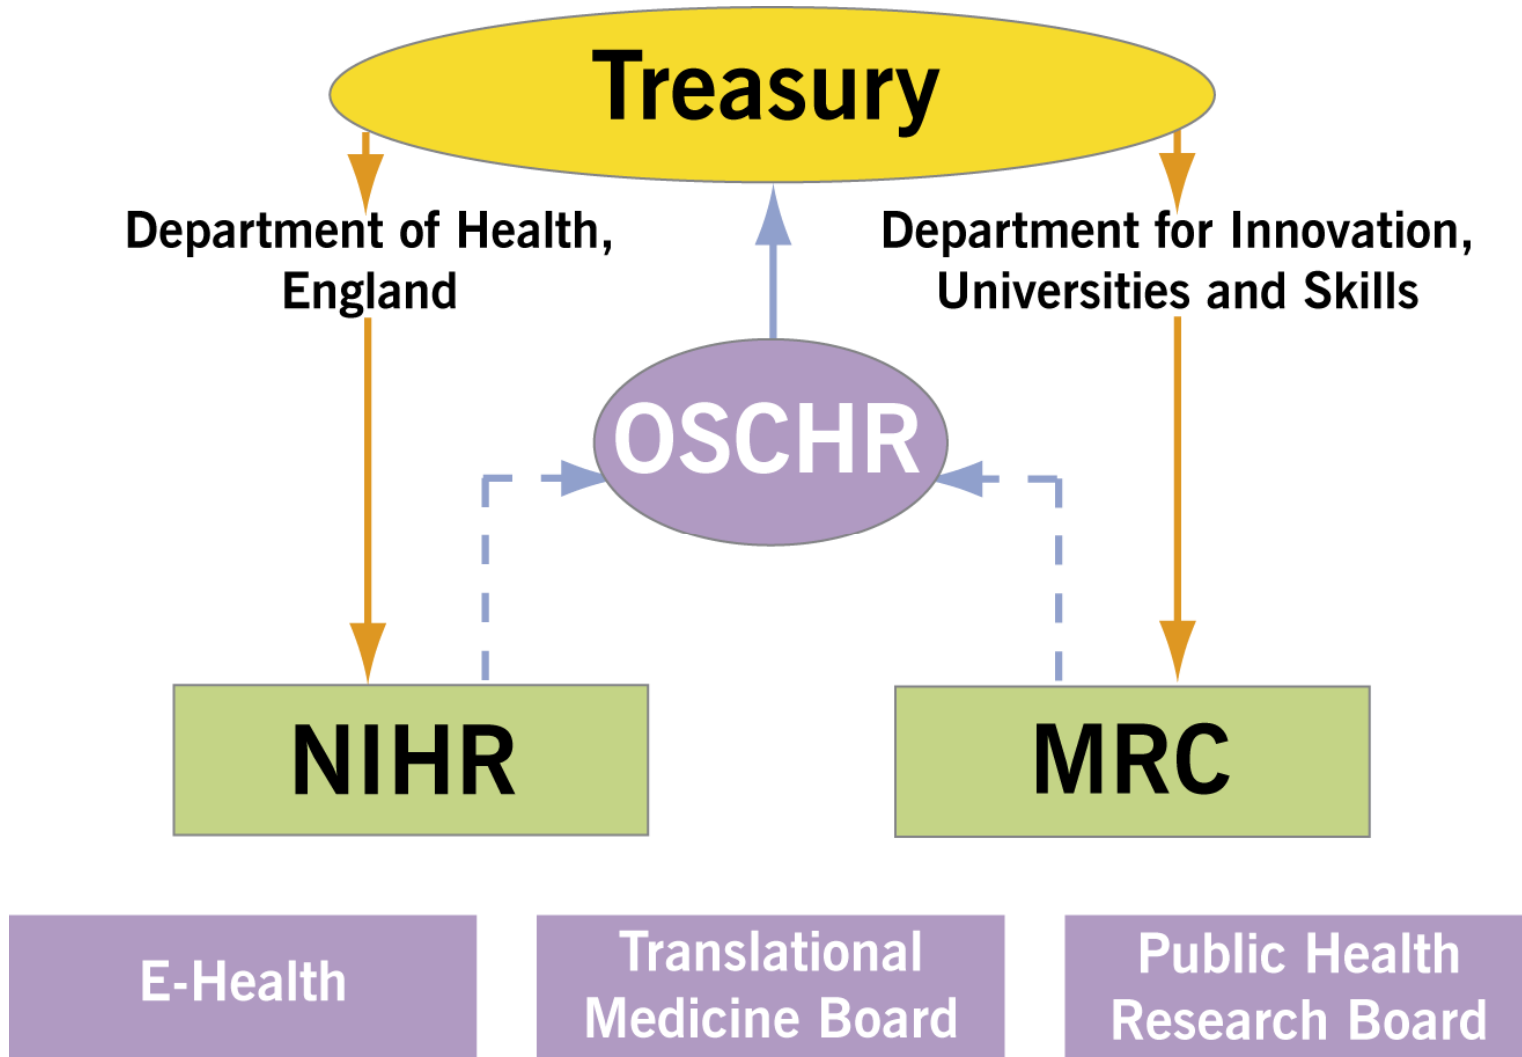 Treasury
Department of Health,
England
Department for Innovation,
Universities and Skills
OSCHR
NIHR
MRC
E-Health
Translational
Medicine Board
Public Health
Research Board